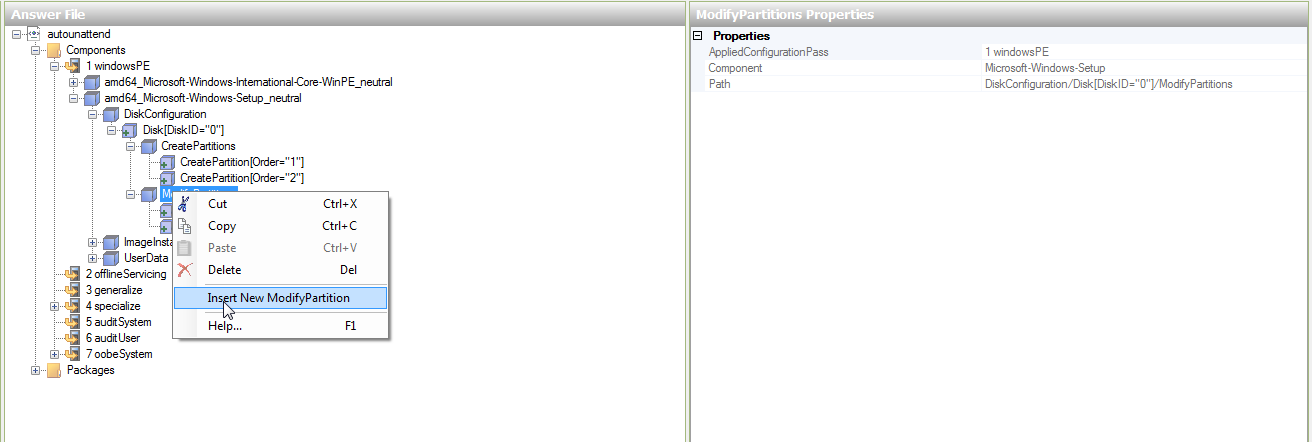 Answer File
autounattend
Components
1 windowsPE
amd64_Microsoft-Windows-International-Core-WinPE_neutral
amd64_Microsoft-Windows-Setup_neutral
DiskConfiguration
Disk[DiskID="0"]
CreatePartitions
CreatePartition[Order="1"]
CreatePartition[Order="2"]
Cut Ctrl+X
Copy Ctrl+C
Paste Ctrl+V
Delete Del
Insert New ModifyPartition
Help... F1
UserData
2 offlineServicing
3 generalize
4 specialize
5 auditSystem
6 auditUser
7 oobeSystem
Packages
ModifyPartitions Properties
Properties
AppliedConfigurationPass 1 windowsPE
Component Microsoft-Windows-Setup
Path DiskConfiguration/Disk[DiskID="0"]/ModifyPartitions